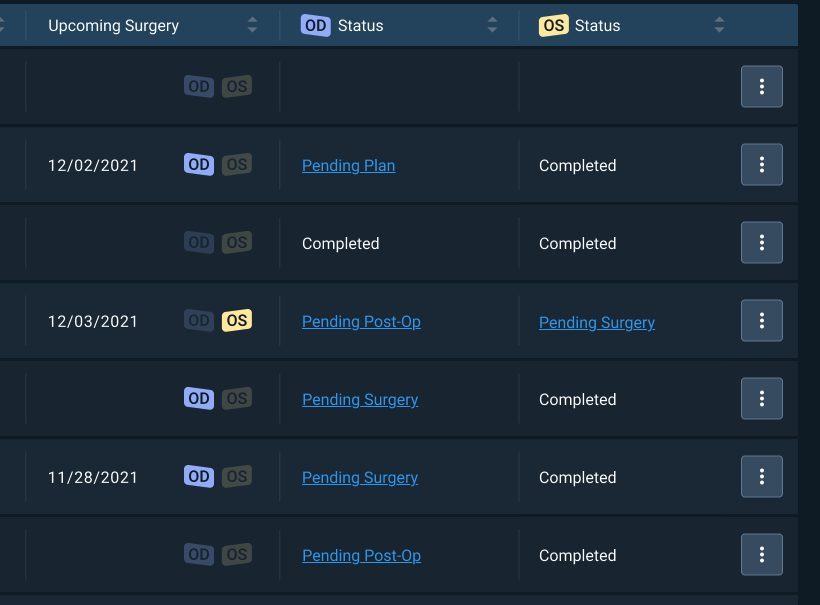 Upcoming Surgery OD Status OS Status
OD OS
12/02/2021 OD OS Pending Plan Completed
OD OS Completed Completed
12/03/2021 OD OS Pending Post-Op Pending Surgery
OD OS Pending Surgery Completed
11/28/2021 OD OS Pending Surgery Completed
OD OS Pending Post-Op Completed